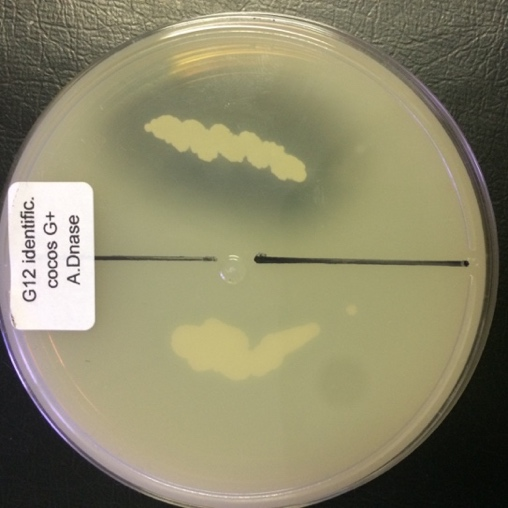 G12 identific.
cocos G+
A.Dnase